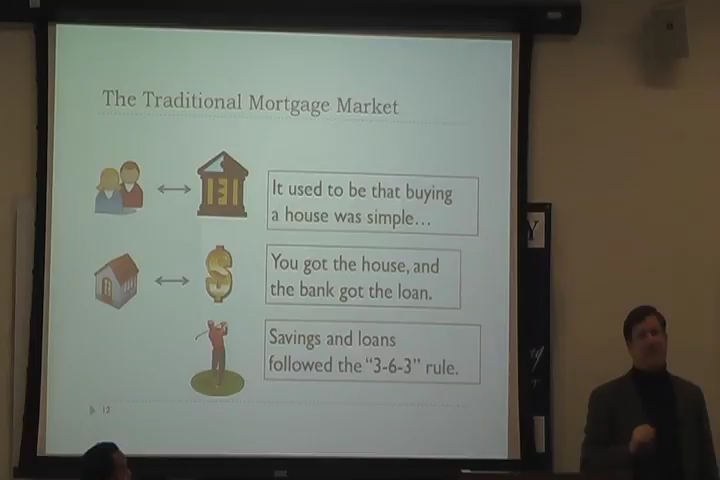 The Traditional Mortgage Market
It used to be that buying
a house was simple…
You got the house, and
the bank got the loan.
Savings and loans
followed the “3-6-3” rule.
12
Y